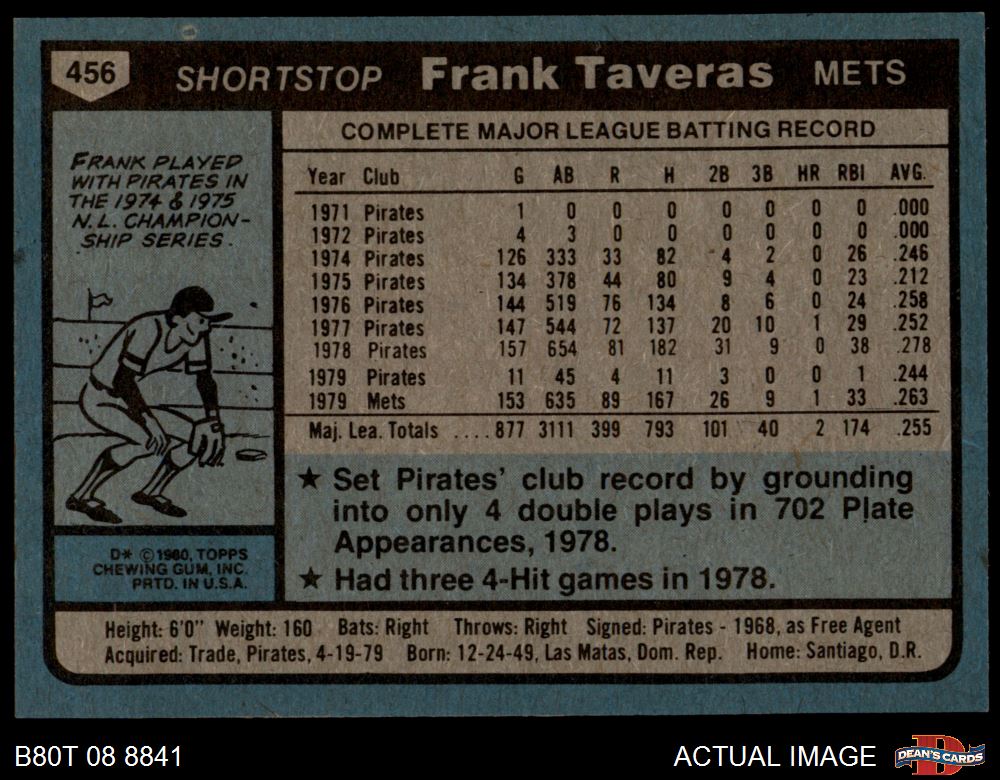 456 SHORTSTOP Frank Taveras METS
FRANK PLAYED
WITH PIRATES IN
THE 1974 & 1975
N.L. CHAMPION-
SHIP SERIES.
D* © 1980, TOPPS
CHEWING GUM, INC.
PRTD. IN U.S.A.
COMPLETE MAJOR LEAGUE BATTING RECORD
Year Club G AB R H 2B 3B HR RBI AVG.
1971 Pirates 1 0 0 0 0 0 0 0 .000
1972 Pirates 4 3 0 0 0 0 0 0 .000
1974 Pirates 126 333 33 82 4 2 0 26 .246
1975 Pirates 134 378 44 80 9 4 0 23 .212
1976 Pirates 144 519 76 134 8 6 0 24 .258
1977 Pirates 147 544 72 137 20 10 1 29 .252
1978 Pirates 157 654 81 182 31 9 0 38 .278
1979 Pirates 11 45 4 11 3 0 0 1 .244
1979 Mets 153 635 89 167 26 9 1 33 .263
Maj. Lea. Totals ....877 3111 399 793 101 40 2 174 .255
★ Set Pirates' club record by grounding
into only 4 double plays in 702 Plate
Appearances, 1978.
★ Had three 4-Hit games in 1978.
Height: 6'0" Weight: 160 Bats: Right Throws: Right Signed: Pirates - 1968, as Free Agent
Acquired: Trade, Pirates, 4-19-79 Born: 12-24-49, Las Matas, Dom. Rep. Home: Santiago, D.R.
B80T 08 8841 ACTUAL IMAGE D DEAN'S CARDS